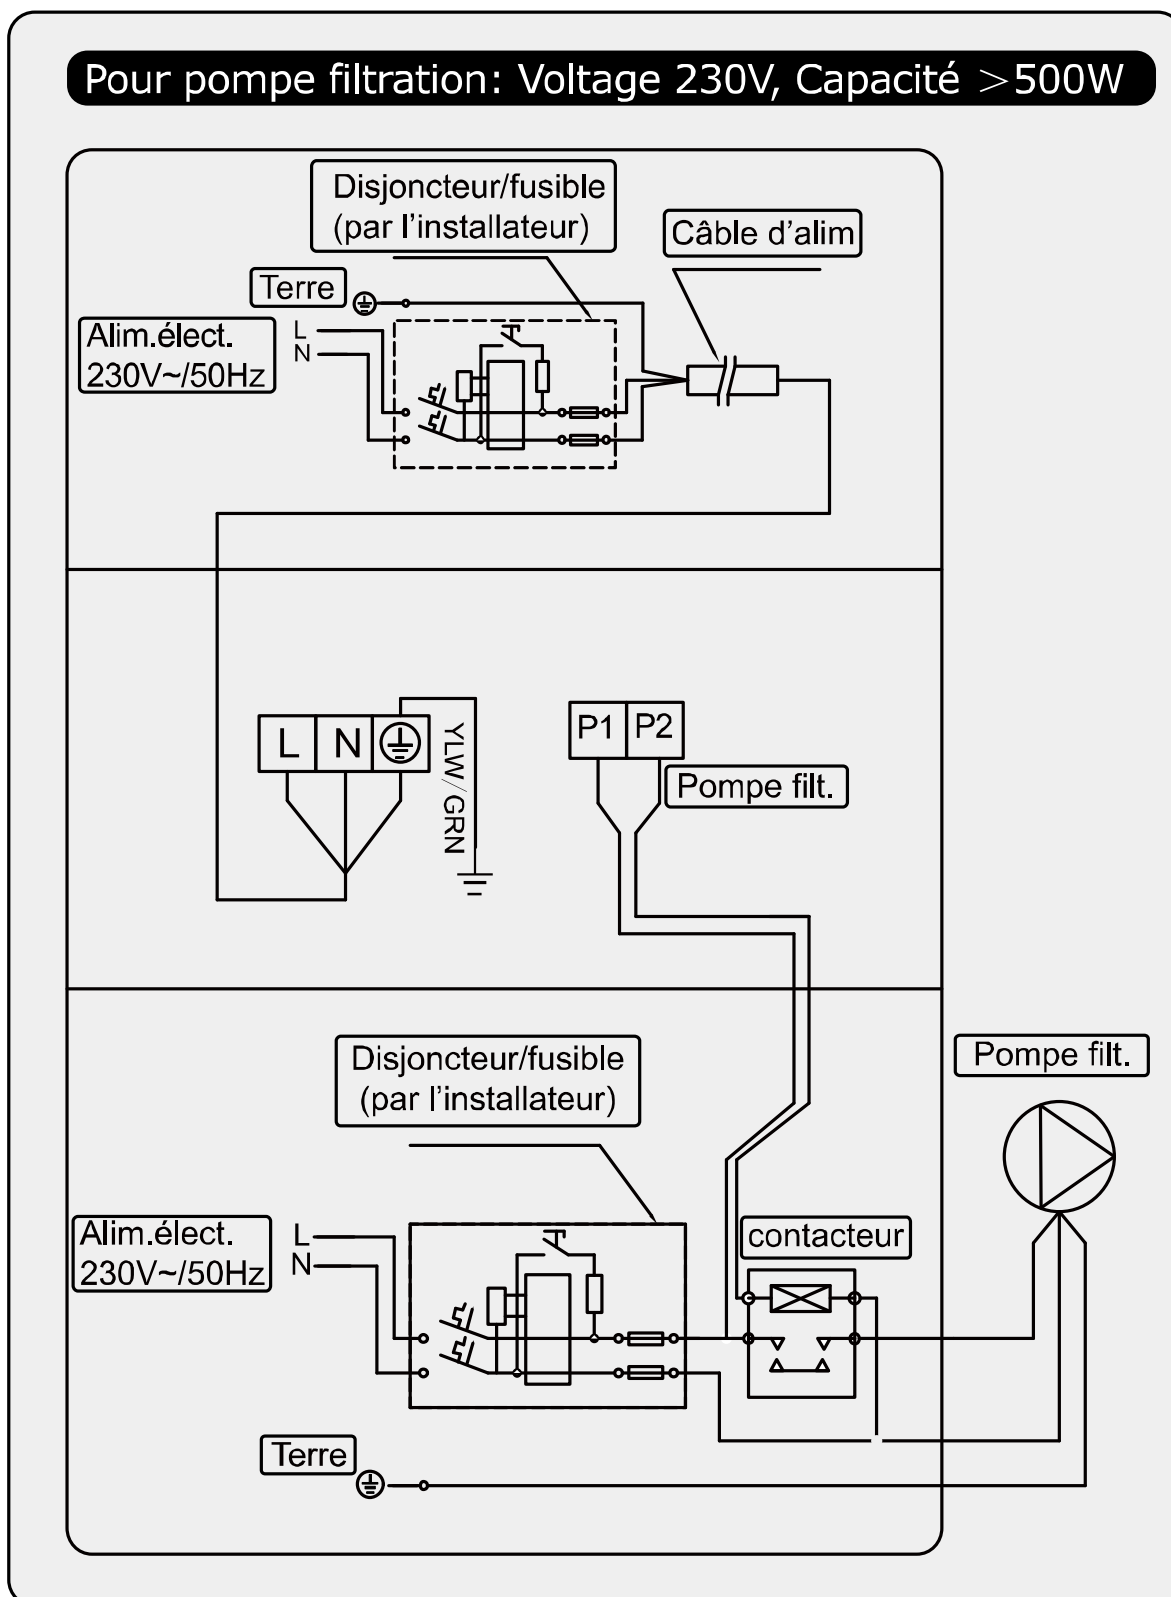 Pour pompe filtration: Voltage 230V, Capacité >500W
Disjoncteur/fusible
(par l'installateur)
Câble d'alim
Terre
Alim.élect.
230V~/50Hz
L
N
L N
YLW/GRN
P1 P2
Pompe filt.
Disjoncteur/fusible
(par l'installateur)
Pompe filt.
Alim.élect.
230V~/50Hz
L
N
contacteur
Terre